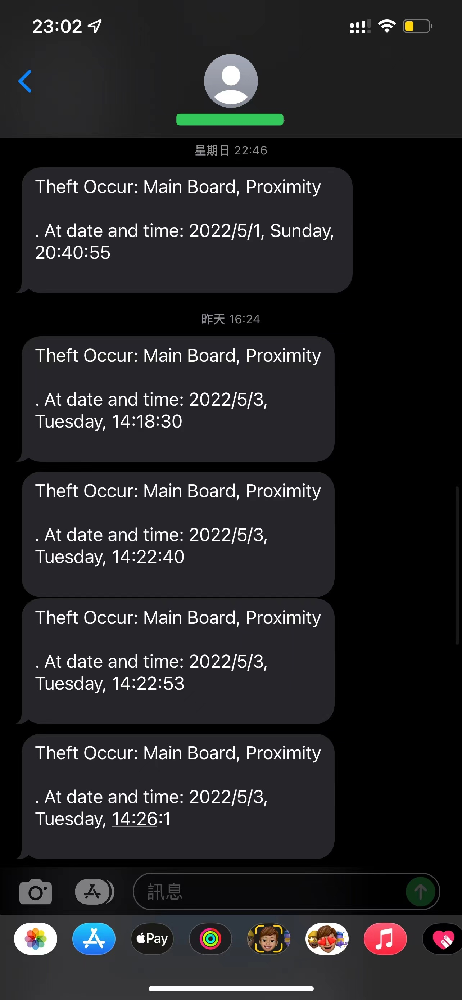 23:02
星期日 22:46
Theft Occur: Main Board, Proximity
. At date and time: 2022/5/1, Sunday,
20:40:55
昨天 16:24
Theft Occur: Main Board, Proximity
. At date and time: 2022/5/3,
Tuesday, 14:18:30
Theft Occur: Main Board, Proximity
. At date and time: 2022/5/3,
Tuesday, 14:22:40
Theft Occur: Main Board, Proximity
. At date and time: 2022/5/3,
Tuesday, 14:22:53
Theft Occur: Main Board, Proximity
. At date and time: 2022/5/3,
Tuesday, 14:26:1
訊息
Pay